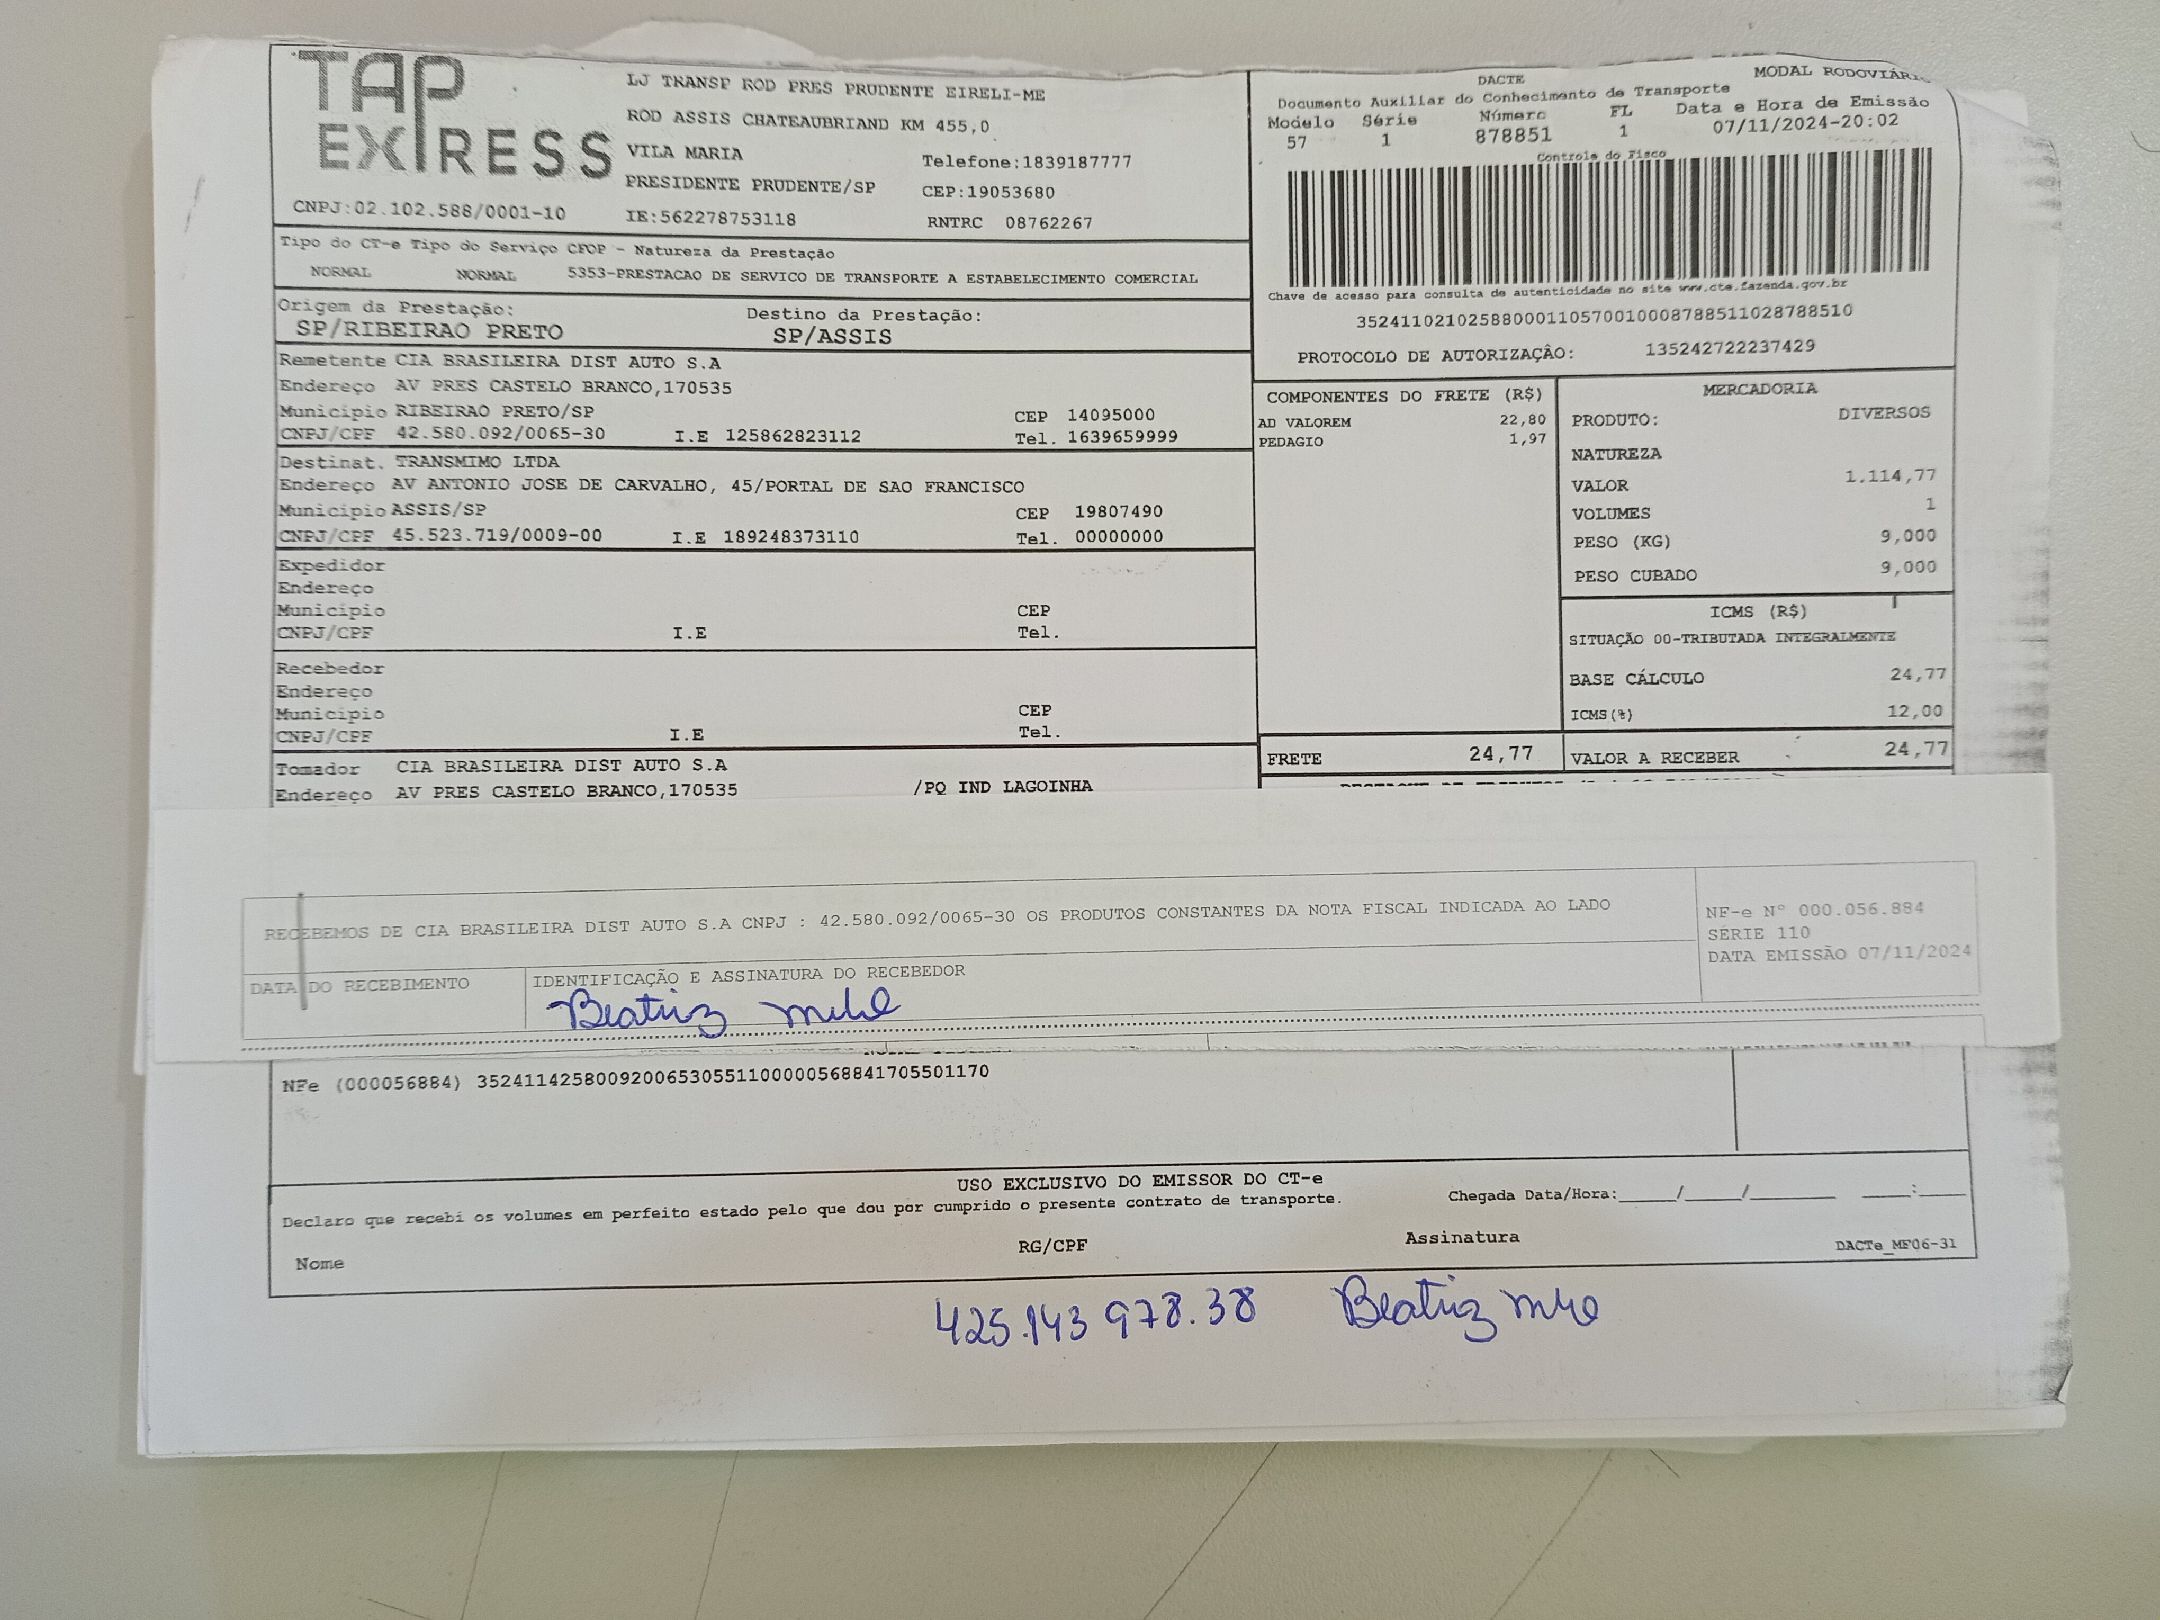 TAP EXPRESS
LJ TRANSP ROD PRES PRUDENTE EIRELI-ME
ROD ASSIS CHATEAUBRIAND KM 455,0
VILA MARIA
Telefone:1839187777
PRESIDENTE PRUDENTE/SP
CEP:19053680
CNPJ:02.102.588/0001-10
IE:562278753118
RNTRC 08762267
DACTE
MODAL RODOVIÁR
Documento Auxiliar do Conhecimento de Transporte
Modelo Série Número FL Data e Hora de Emissão
57 1 878851 1 07/11/2024-20:02
Controle do Fisco
Chave de acesso para consulta de autenticidade no site www.cte.fazenda.gov.br
35241102102588000110570010008788511028788510
PROTOCOLO DE AUTORIZAÇÃO: 135242722237429
Tipo do CT-e Tipo do Serviço CFOP - Natureza da Prestação
NORMAL NORMAL 5353-PRESTACAO DE SERVICO DE TRANSPORTE A ESTABELECIMENTO COMERCIAL
Origem da Prestação: Destino da Prestação:
SP/RIBEIRAO PRETO SP/ASSIS
Remetente CIA BRASILEIRA DIST AUTO S.A
Endereço AV PRES CASTELO BRANCO,170535
Município RIBEIRAO PRETO/SP CEP 14095000
CNPJ/CPF 42.580.092/0065-30 I.E 125862823112 Tel. 1639659999
Destinat. TRANSMIMO LTDA
Endereço AV ANTONIO JOSE DE CARVALHO, 45/PORTAL DE SAO FRANCISCO
Município ASSIS/SP CEP 19807490
CNPJ/CPF 45.523.719/0009-00 I.E 189248373110 Tel. 00000000
Expedidor
Endereço
Município CEP
CNPJ/CPF I.E Tel.
Recebedor
Endereço
Município CEP
CNPJ/CPF I.E Tel.
Tomador CIA BRASILEIRA DIST AUTO S.A
Endereço AV PRES CASTELO BRANCO,170535 /PQ IND LAGOINHA
COMPONENTES DO FRETE (R$)
AD VALOREM 22,80
PEDAGIO 1,97
FRETE 24,77
MERCADORIA
PRODUTO: DIVERSOS
NATUREZA
VALOR 1.114,77
VOLUMES 1
PESO (KG) 9,000
PESO CUBADO 9,000
ICMS (R$)
SITUAÇÃO 00-TRIBUTADA INTEGRALMENTE
BASE CÁLCULO 24,77
ICMS(%) 12,00
VALOR A RECEBER 24,77
RECEBEMOS DE CIA BRASILEIRA DIST AUTO S.A CNPJ : 42.580.092/0065-30 OS PRODUTOS CONSTANTES DA NOTA FISCAL INDICADA AO LADO
NF-e N° 000.056.884
SÉRIE 110
DATA EMISSÃO 07/11/2024
DATA DO RECEBIMENTO
IDENTIFICAÇÃO E ASSINATURA DO RECEBEDOR
Beatriz
NFe (000056884) 35241142580092006530551100000568841705501170
USO EXCLUSIVO DO EMISSOR DO CT-e
Declaro que recebi os volumes em perfeito estado pelo que dou por cumprido o presente contrato de transporte.
Chegada Data/Hora:_____/_____/_______ ____:____
Nome RG/CPF Assinatura
DACTe_MF06-31
425.143 978.38 Beatriz